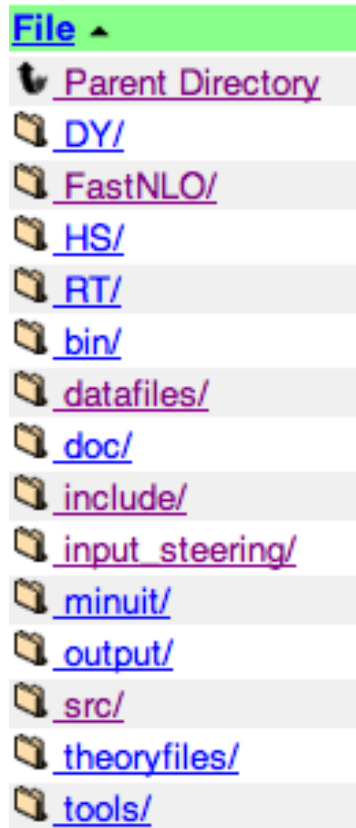 File
Parent Directory
DY/
FastNLO/
HS/
RT/
bin/
datafiles/
doc/
include/
input_steering/
minuit/
output/
src/
theoryfiles/
tools/